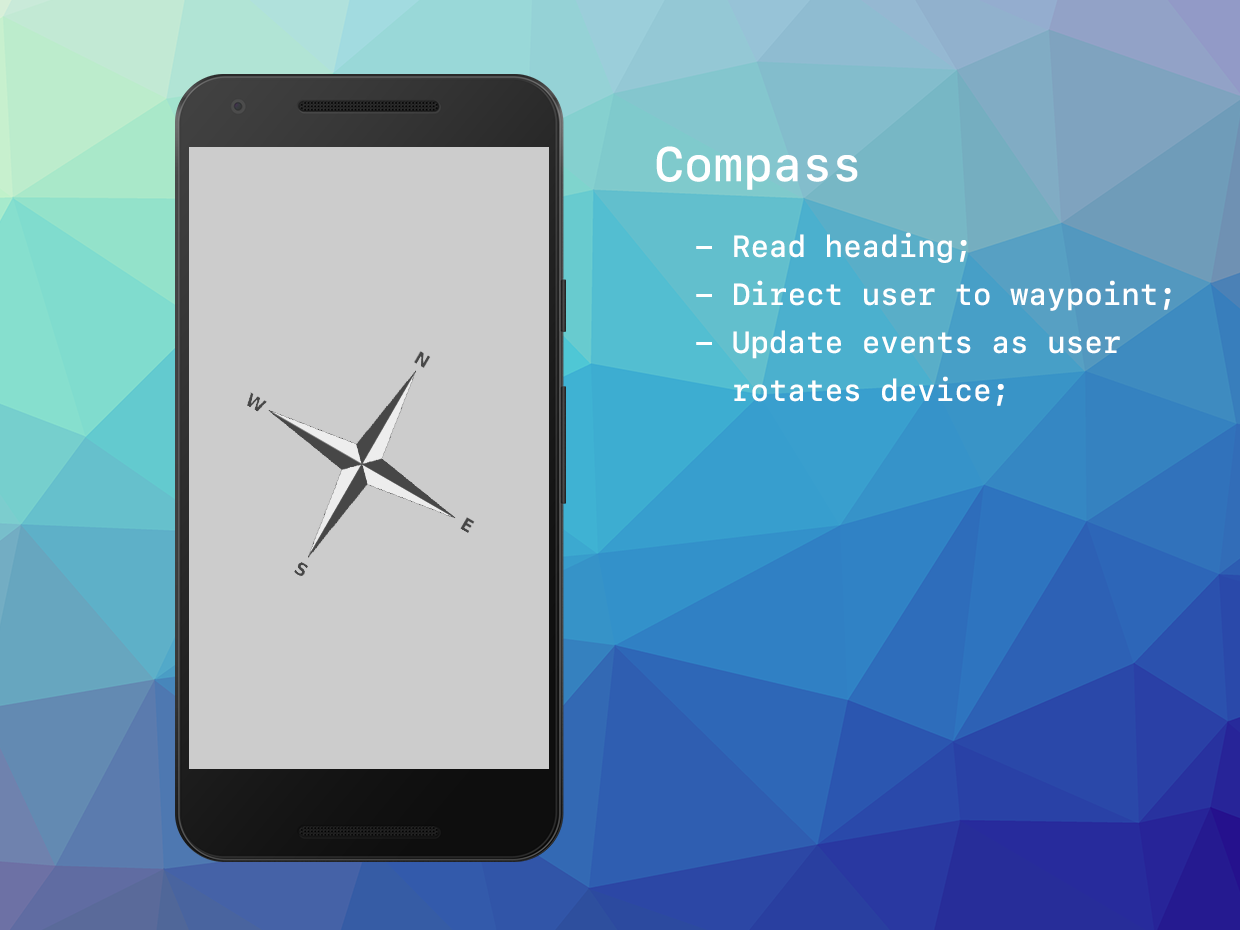 Compass
– Read heading;
– Direct user to waypoint;
– Update events as user
rotates device;
N
W
E
S